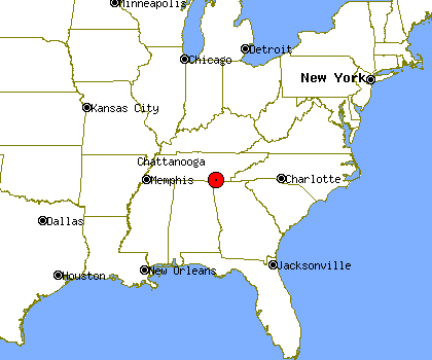 Minneapolis
Detroit
Chicago
New York
Kansas City
Chattanooga
Memphis
Charlotte
Dallas
Jacksonville
New Orleans
Houston